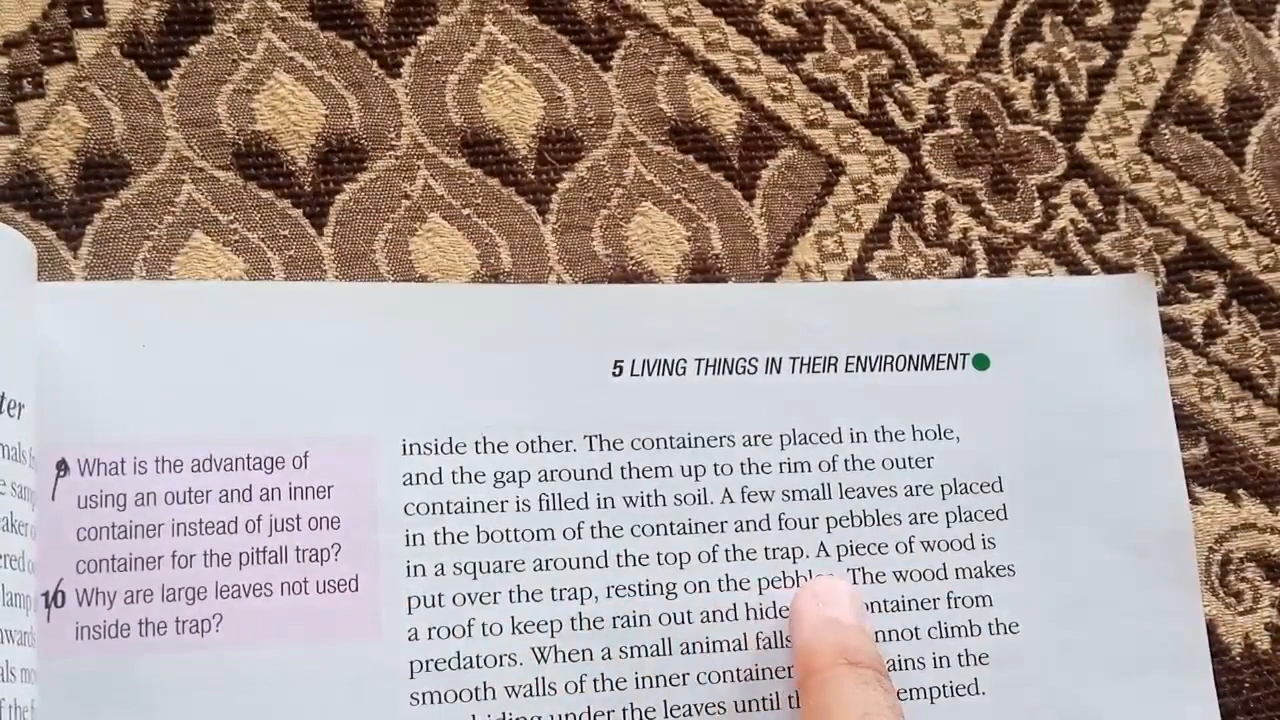 5 LIVING THINGS IN THEIR ENVIRONMENT
ter
9 What is the advantage of
using an outer and an inner
container instead of just one
container for the pitfall trap?
10 Why are large leaves not used
inside the trap?
inside the other. The containers are placed in the hole,
and the gap around them up to the rim of the outer
container is filled in with soil. A few small leaves are placed
in the bottom of the container and four pebbles are placed
in a square around the top of the trap. A piece of wood is
put over the trap, resting on the The wood makes
a roof to keep the rain out and hide ontainer from
predators. When a small animal falls nnot climb the
smooth walls of the inner container ains in the
under the leaves until emptied.